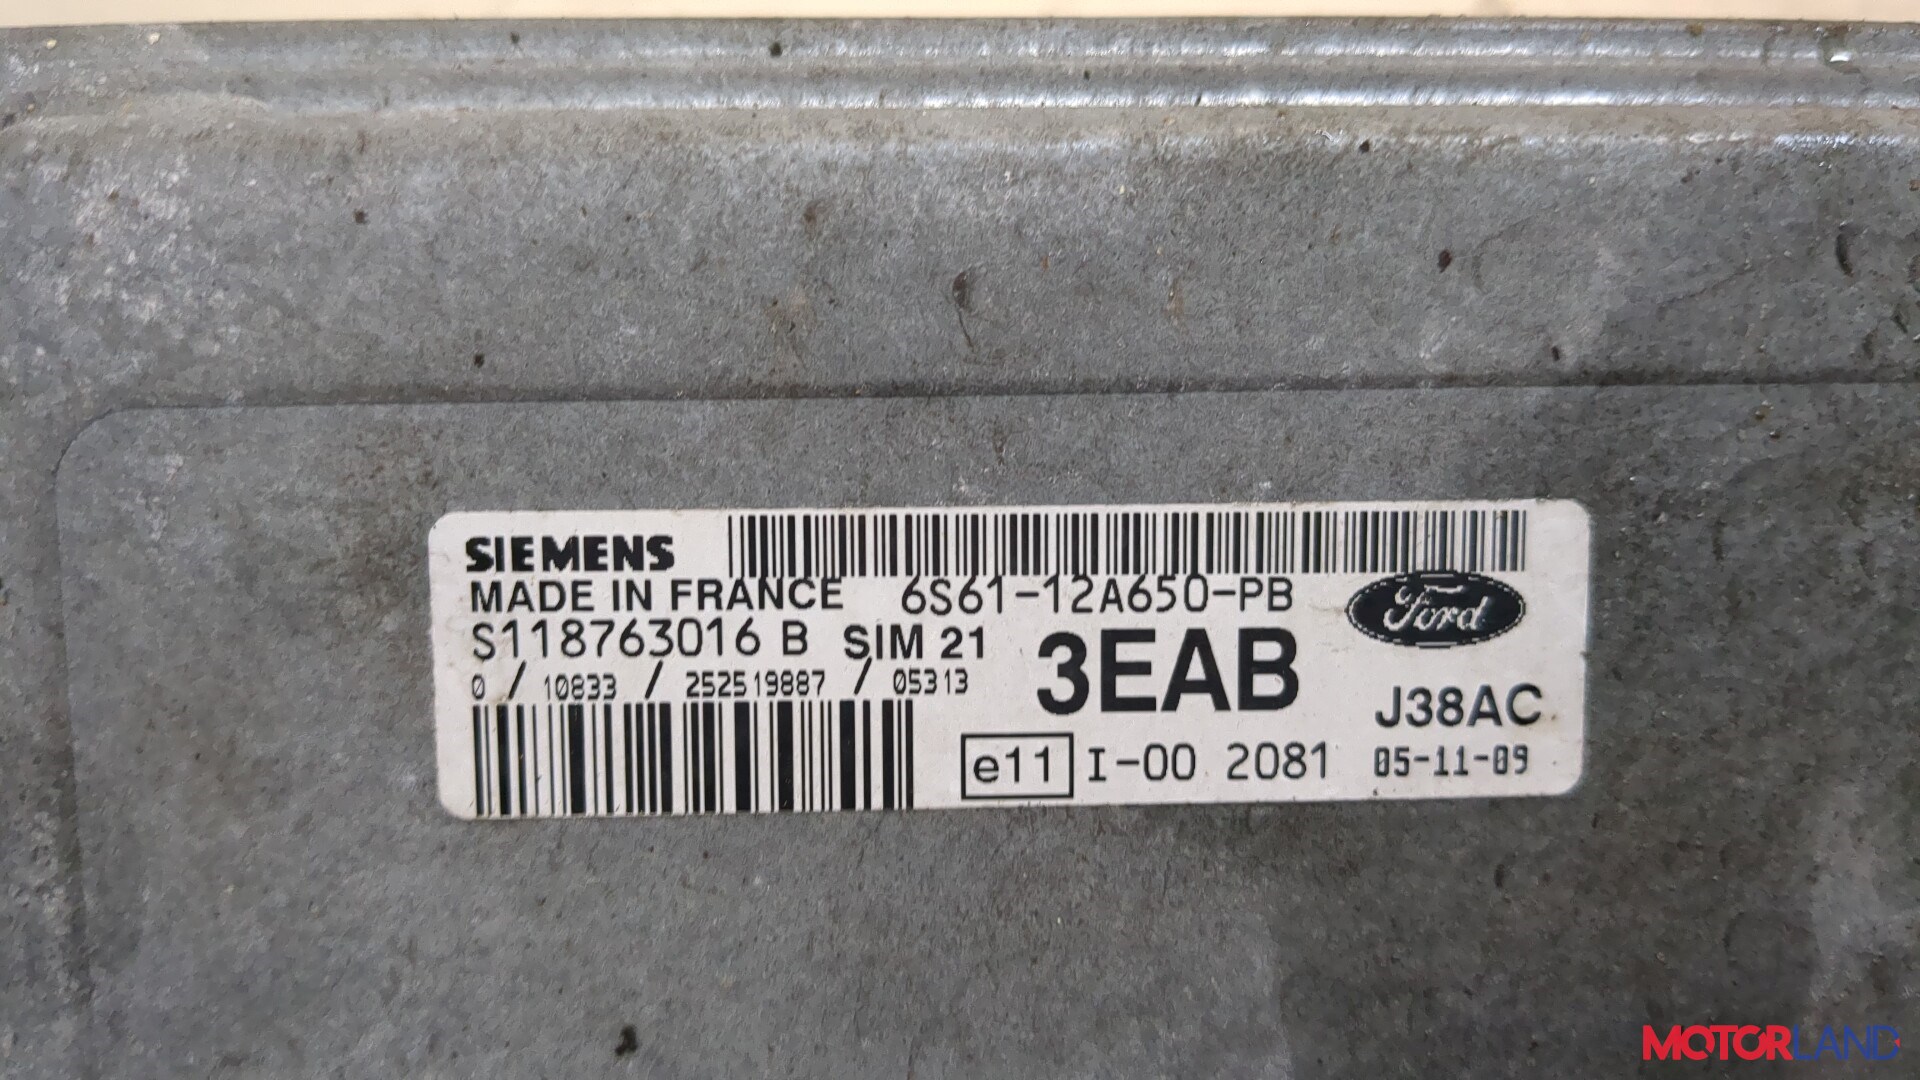 SIEMENS
MADE IN FRANCE 6S61-12A650-PB
Ford
S118763016 B SIM 21
3EAB
0 / 10833 / 252519887 / 05313
J38AC
e11 I-00 2081 05-11-09
MOTORLAND